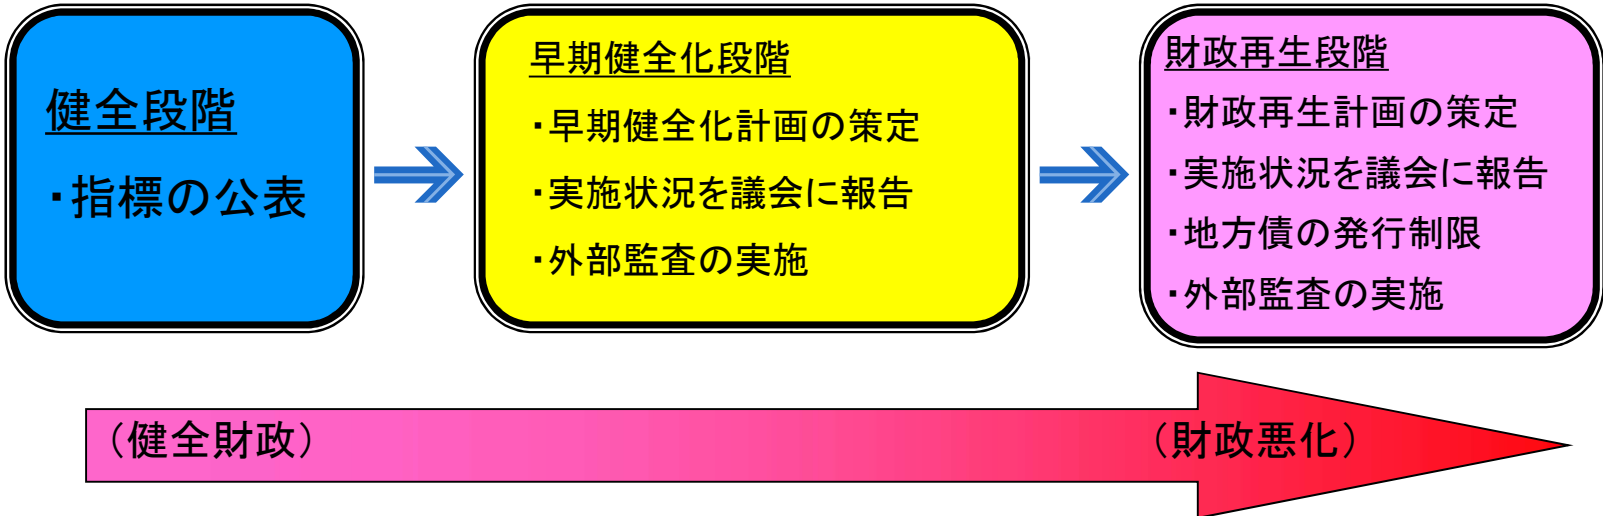 健全段階
・指標の公表
早期健全化段階
・早期健全化計画の策定
・実施状況を議会に報告
・外部監査の実施
財政再生段階
・財政再生計画の策定
・実施状況を議会に報告
・地方債の発行制限
・外部監査の実施
（健全財政）
（財政悪化）